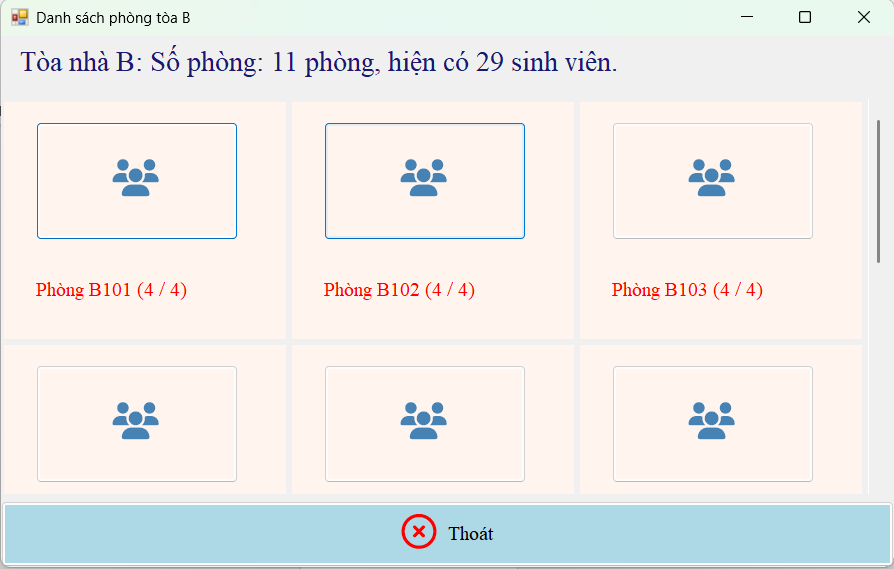 Danh sách phòng tòa B
Tòa nhà B: Số phòng: 11 phòng, hiện có 29 sinh viên.
Phòng B101 (4 / 4)
Phòng B102 (4 / 4)
Phòng B103 (4 / 4)
Thoát